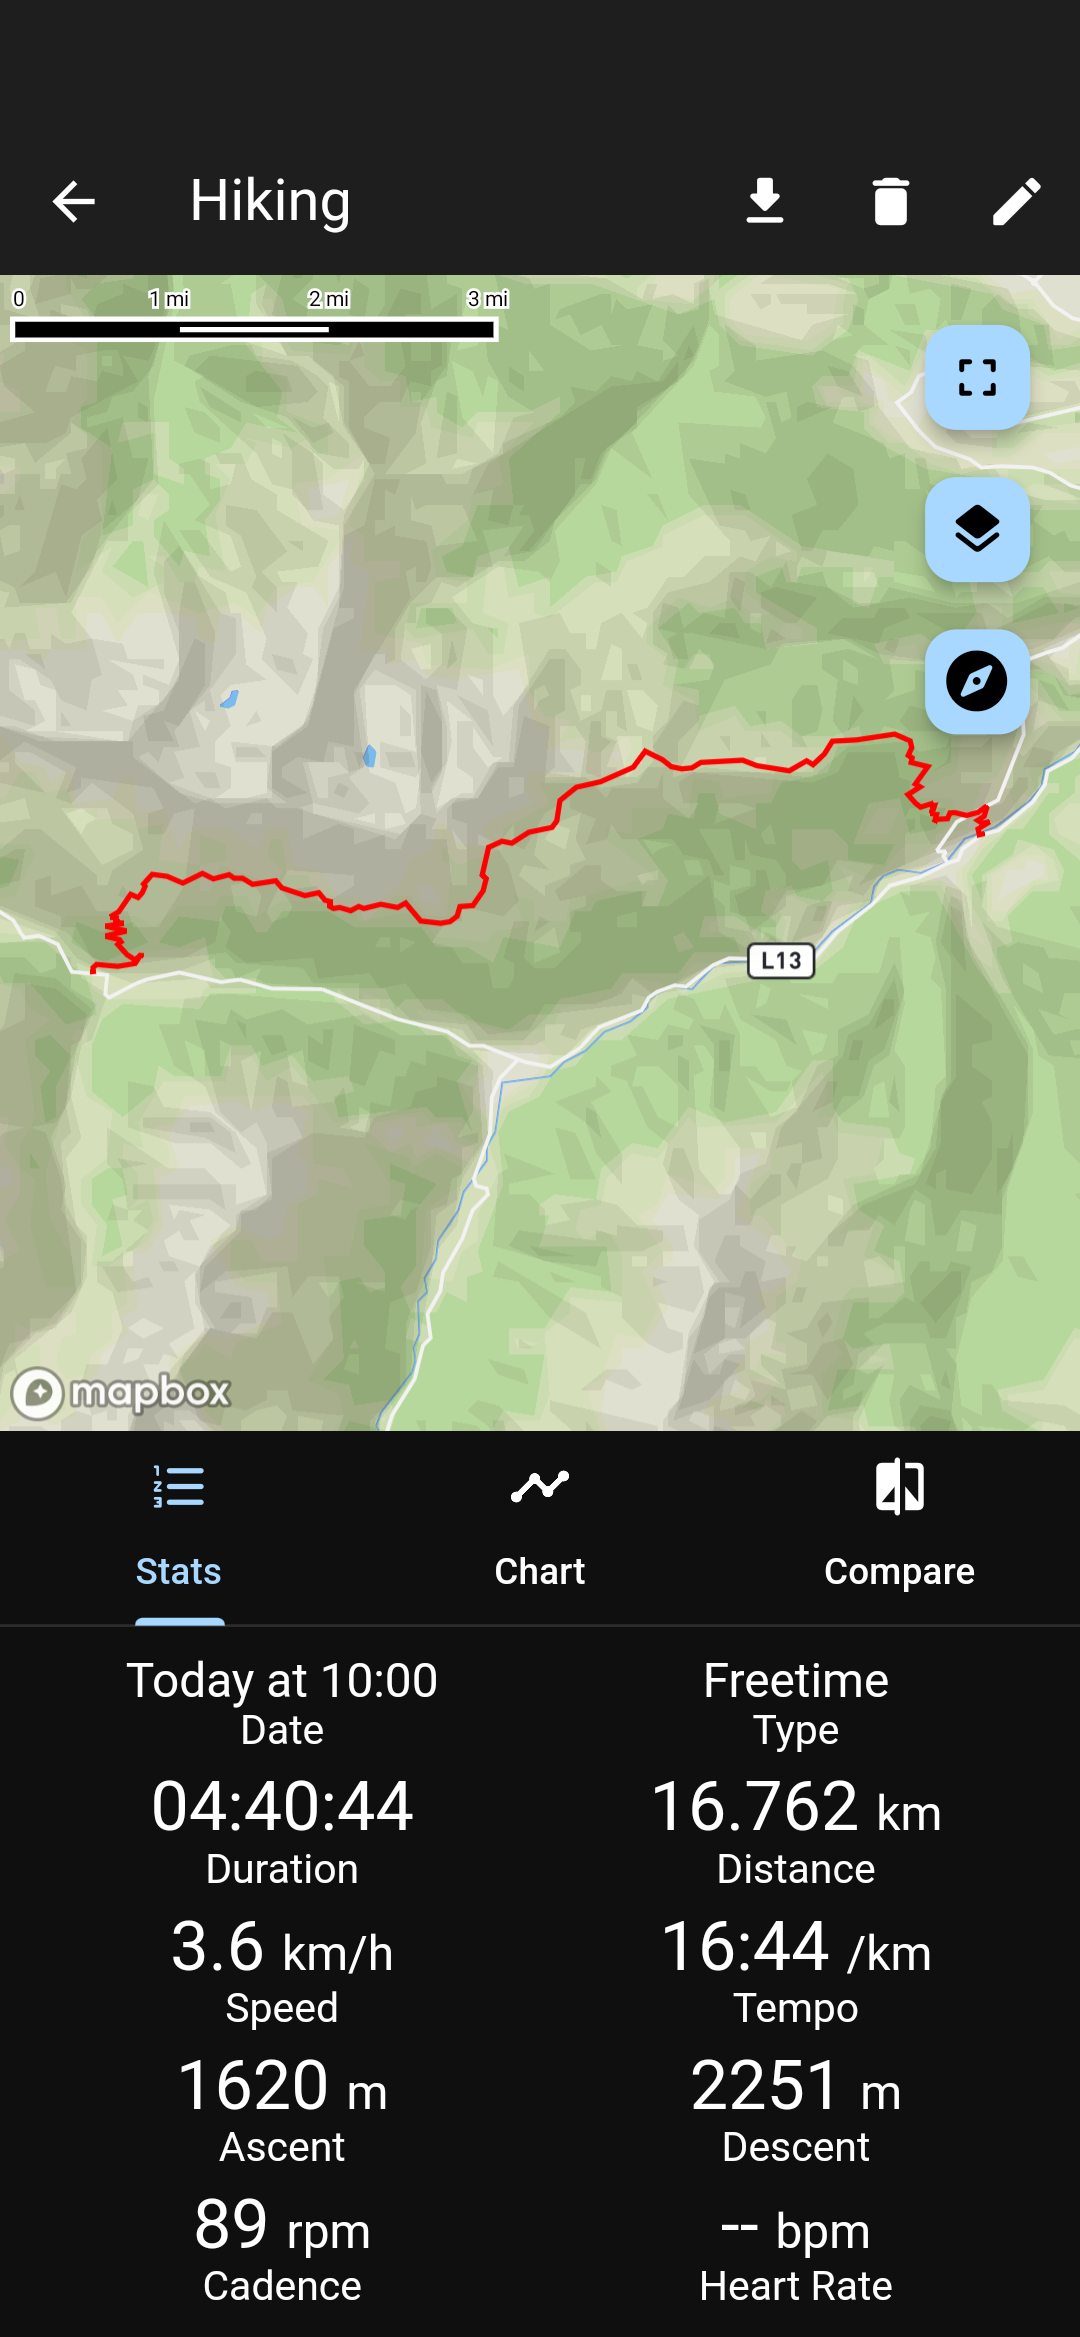 Hiking
0 1 mi 2 mi 3 mi
L13
mapbox
Stats Chart Compare
Today at 10:00 Freetime
Date Type
04:40:44 16.762 km
Duration Distance
3.6 km/h 16:44 /km
Speed Tempo
1620 m 2251 m
Ascent Descent
89 rpm -- bpm
Cadence Heart Rate